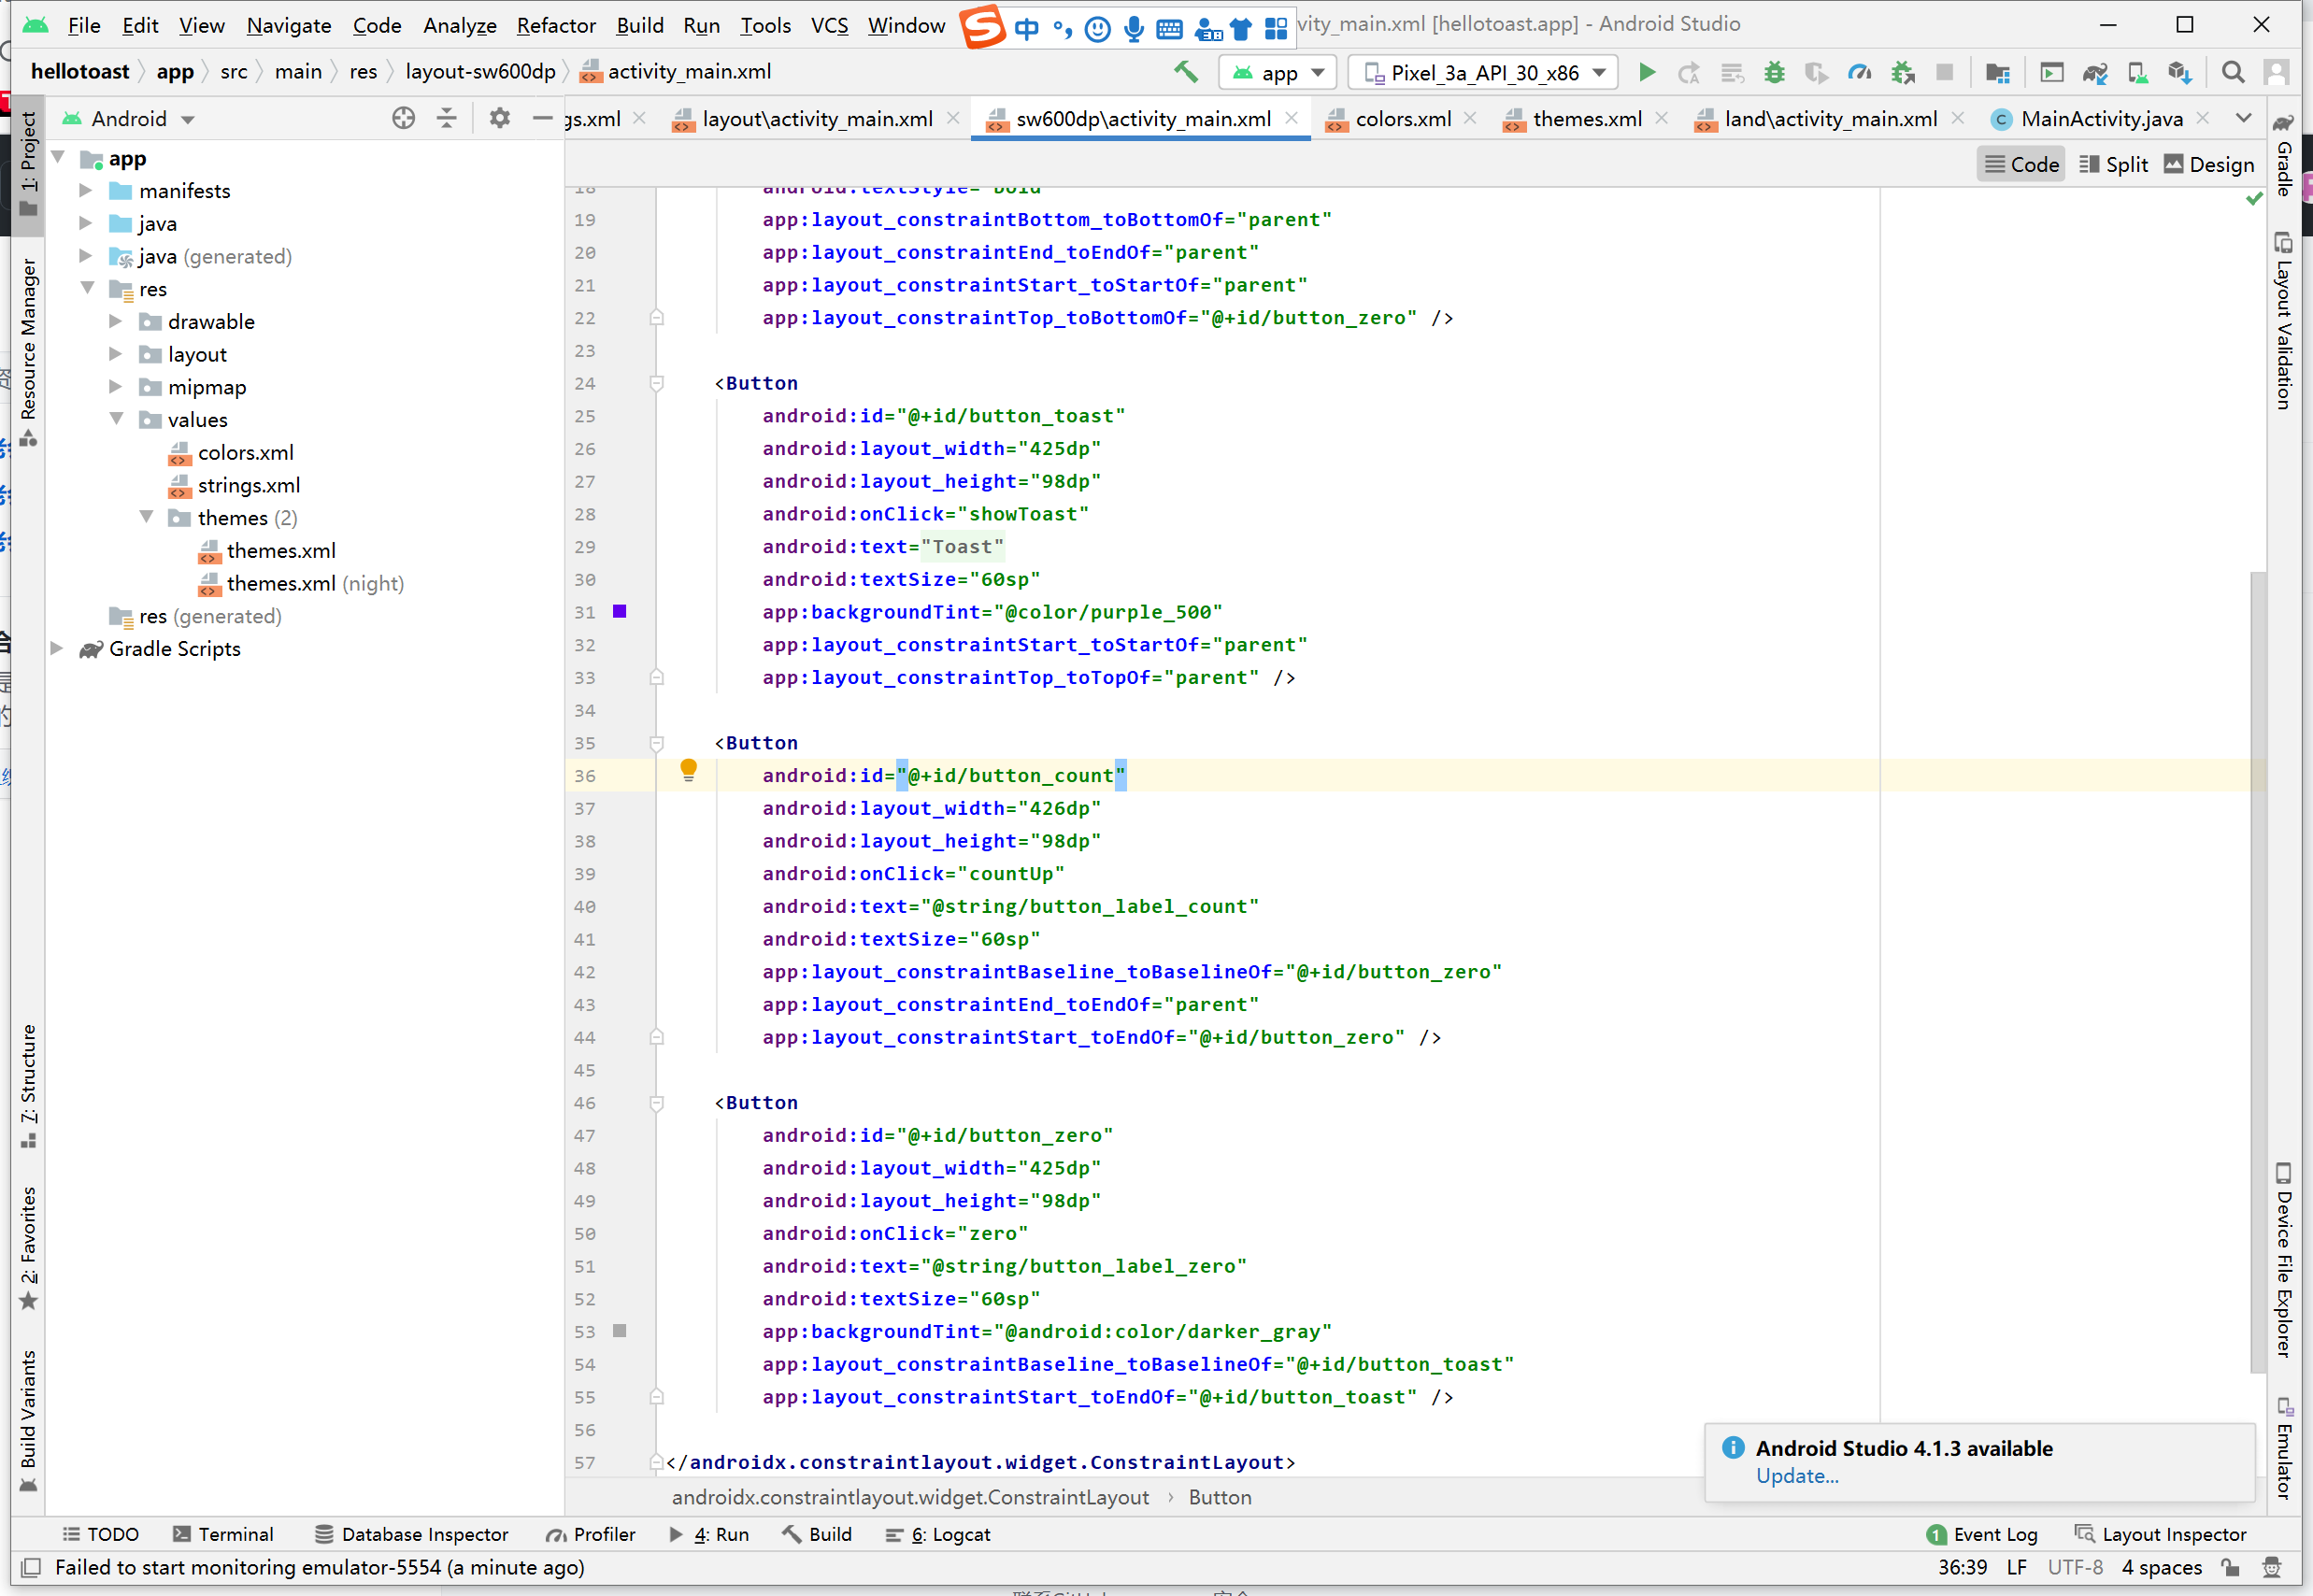 File Edit View Navigate Code Analyze Refactor Build Run Tools VCS Window 中 vity_main.xml [hellotoast.app] - Android Studio
hellotoast app src main res layout-sw600dp activity_main.xml app Pixel_3a_API_30_x86
Android gs.xml layout\activity_main.xml sw600dp\activity_main.xml colors.xml themes.xml land\activity_main.xml MainActivity.java
Code Split Design
1: Project
Resource Manager
7: Structure
2: Favorites
Build Variants
app
manifests
java
java (generated)
res
drawable
layout
mipmap
values
colors.xml
strings.xml
themes (2)
themes.xml
themes.xml (night)
res (generated)
Gradle Scripts
18 android:textStyle="bold"
19 app:layout_constraintBottom_toBottomOf="parent"
20 app:layout_constraintEnd_toEndOf="parent"
21 app:layout_constraintStart_toStartOf="parent"
22 app:layout_constraintTop_toBottomOf="@+id/button_zero" />
23
24 <Button
25 android:id="@+id/button_toast"
26 android:layout_width="425dp"
27 android:layout_height="98dp"
28 android:onClick="showToast"
29 android:text="Toast"
30 android:textSize="60sp"
31 app:backgroundTint="@color/purple_500"
32 app:layout_constraintStart_toStartOf="parent"
33 app:layout_constraintTop_toTopOf="parent" />
34
35 <Button
36 android:id="@+id/button_count"
37 android:layout_width="426dp"
38 android:layout_height="98dp"
39 android:onClick="countUp"
40 android:text="@string/button_label_count"
41 android:textSize="60sp"
42 app:layout_constraintBaseline_toBaselineOf="@+id/button_zero"
43 app:layout_constraintEnd_toEndOf="parent"
44 app:layout_constraintStart_toEndOf="@+id/button_zero" />
45
46 <Button
47 android:id="@+id/button_zero"
48 android:layout_width="425dp"
49 android:layout_height="98dp"
50 android:onClick="zero"
51 android:text="@string/button_label_zero"
52 android:textSize="60sp"
53 app:backgroundTint="@android:color/darker_gray"
54 app:layout_constraintBaseline_toBaselineOf="@+id/button_toast"
55 app:layout_constraintStart_toEndOf="@+id/button_toast" />
56
57 </androidx.constraintlayout.widget.ConstraintLayout>
androidx.constraintlayout.widget.ConstraintLayout › Button
Gradle
Layout Validation
Device File Explorer
Emulator
Android Studio 4.1.3 available
Update...
TODO Terminal Database Inspector Profiler 4: Run Build 6: Logcat 1 Event Log Layout Inspector
Failed to start monitoring emulator-5554 (a minute ago) 36:39 LF UTF-8 4 spaces